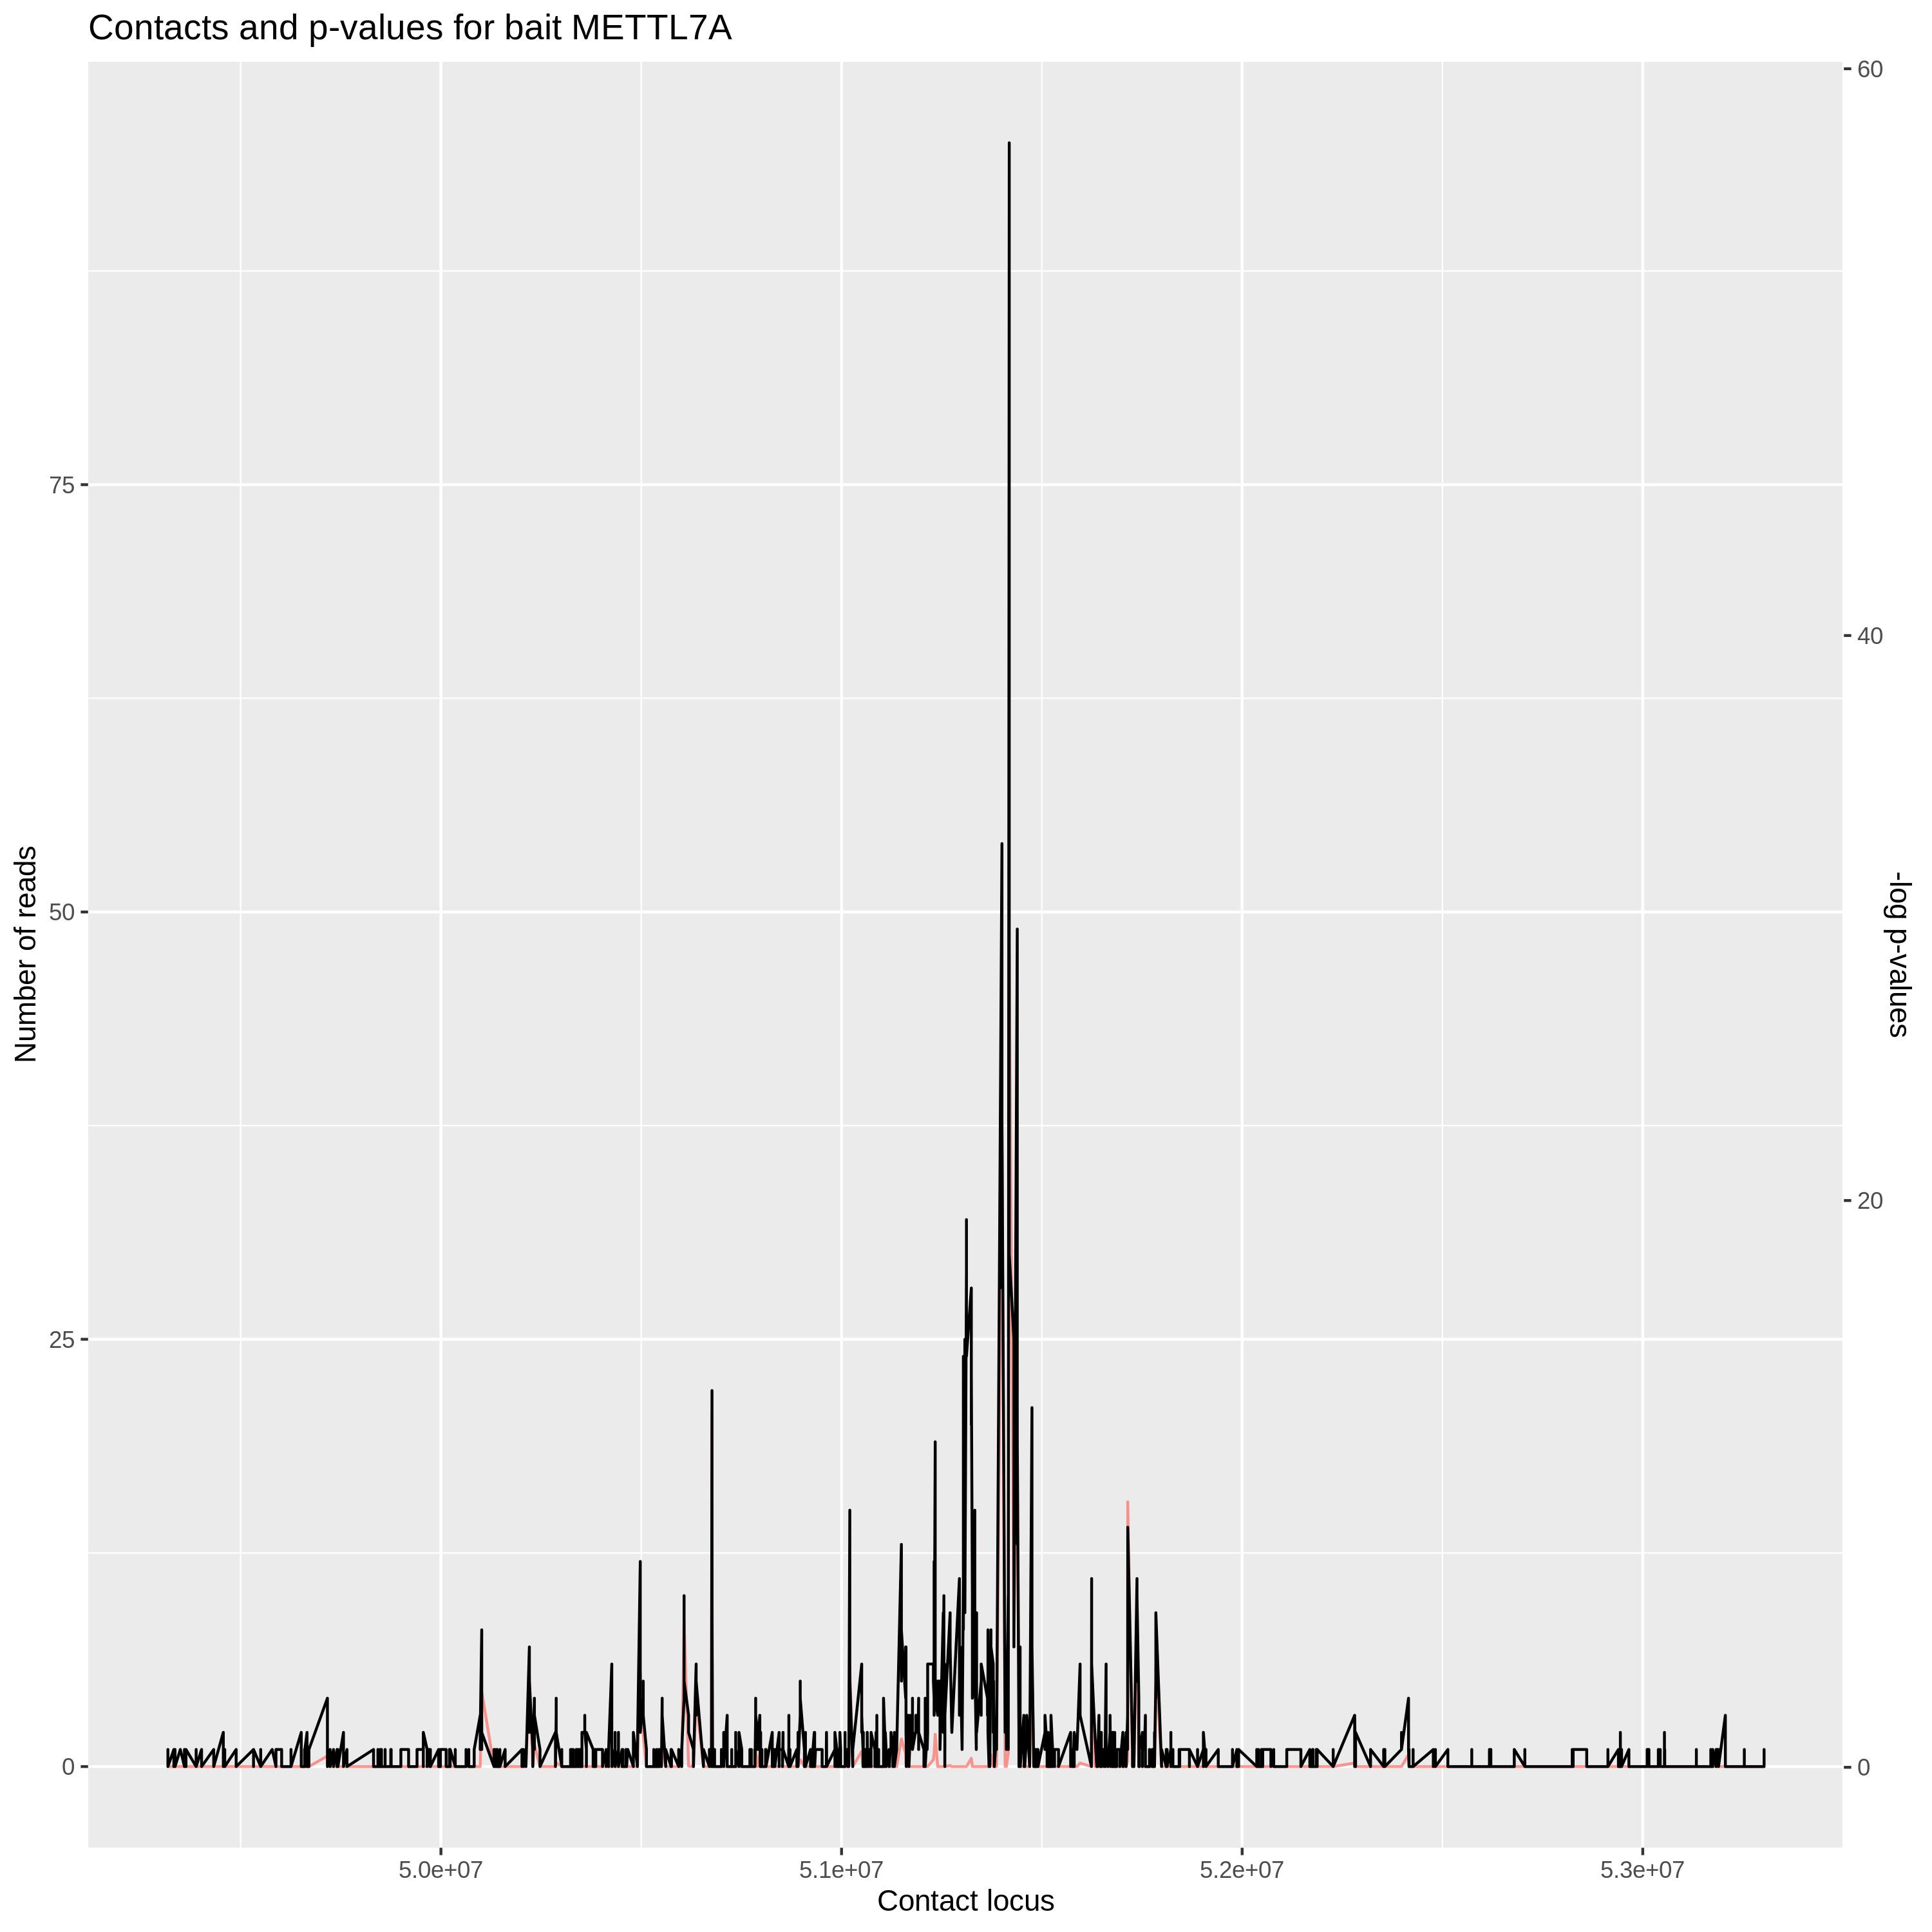 Contacts and p-values for bait METTL7A
60
75
40
50
20
25
0
0
Number of reads
-log p-values
5.0e+07
5.1e+07
5.2e+07
5.3e+07
Contact locus